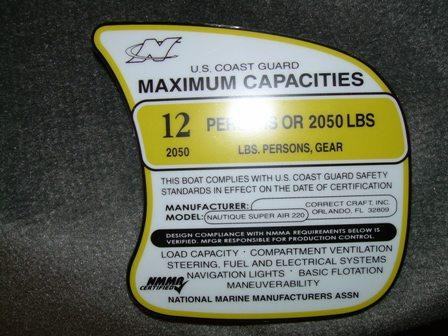 N
U.S. COAST GUARD
MAXIMUM CAPACITIES
12 PERSONS OR 2050 LBS
2050 LBS. PERSONS, GEAR
THIS BOAT COMPLIES WITH U.S. COAST GUARD SAFETY
STANDARDS IN EFFECT ON THE DATE OF CERTIFICATION
MANUFACTURER: CORRECT CRAFT, INC.
MODEL: NAUTIQUE SUPER AIR 220 ORLANDO, FL 32809
DESIGN COMPLIANCE WITH NMMA REQUIREMENTS BELOW IS
VERIFIED. MFGR RESPONSIBLE FOR PRODUCTION CONTROL.
LOAD CAPACITY · COMPARTMENT VENTILATION
STEERING, FUEL AND ELECTRICAL SYSTEMS
NAVIGATION LIGHTS · BASIC FLOTATION
MANEUVERABILITY
NMMA
CERTIFIED
NATIONAL MARINE MANUFACTURERS ASSN